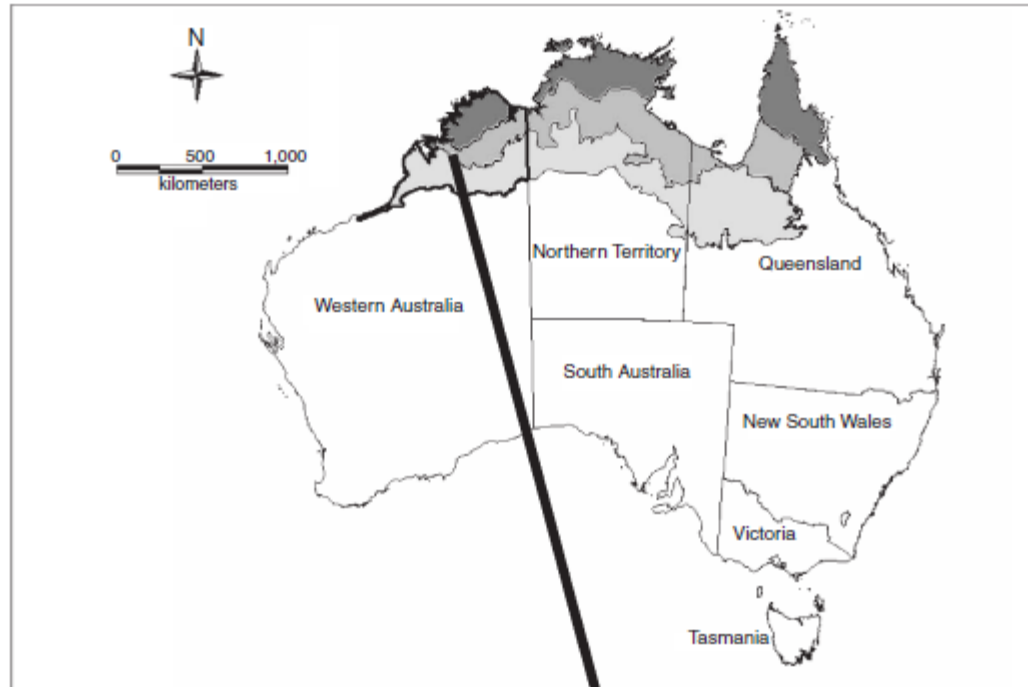 N
0 500 1,000
kilometers
Northern Territory
Queensland
Western Australia
South Australia
New South Wales
Victoria
Tasmania